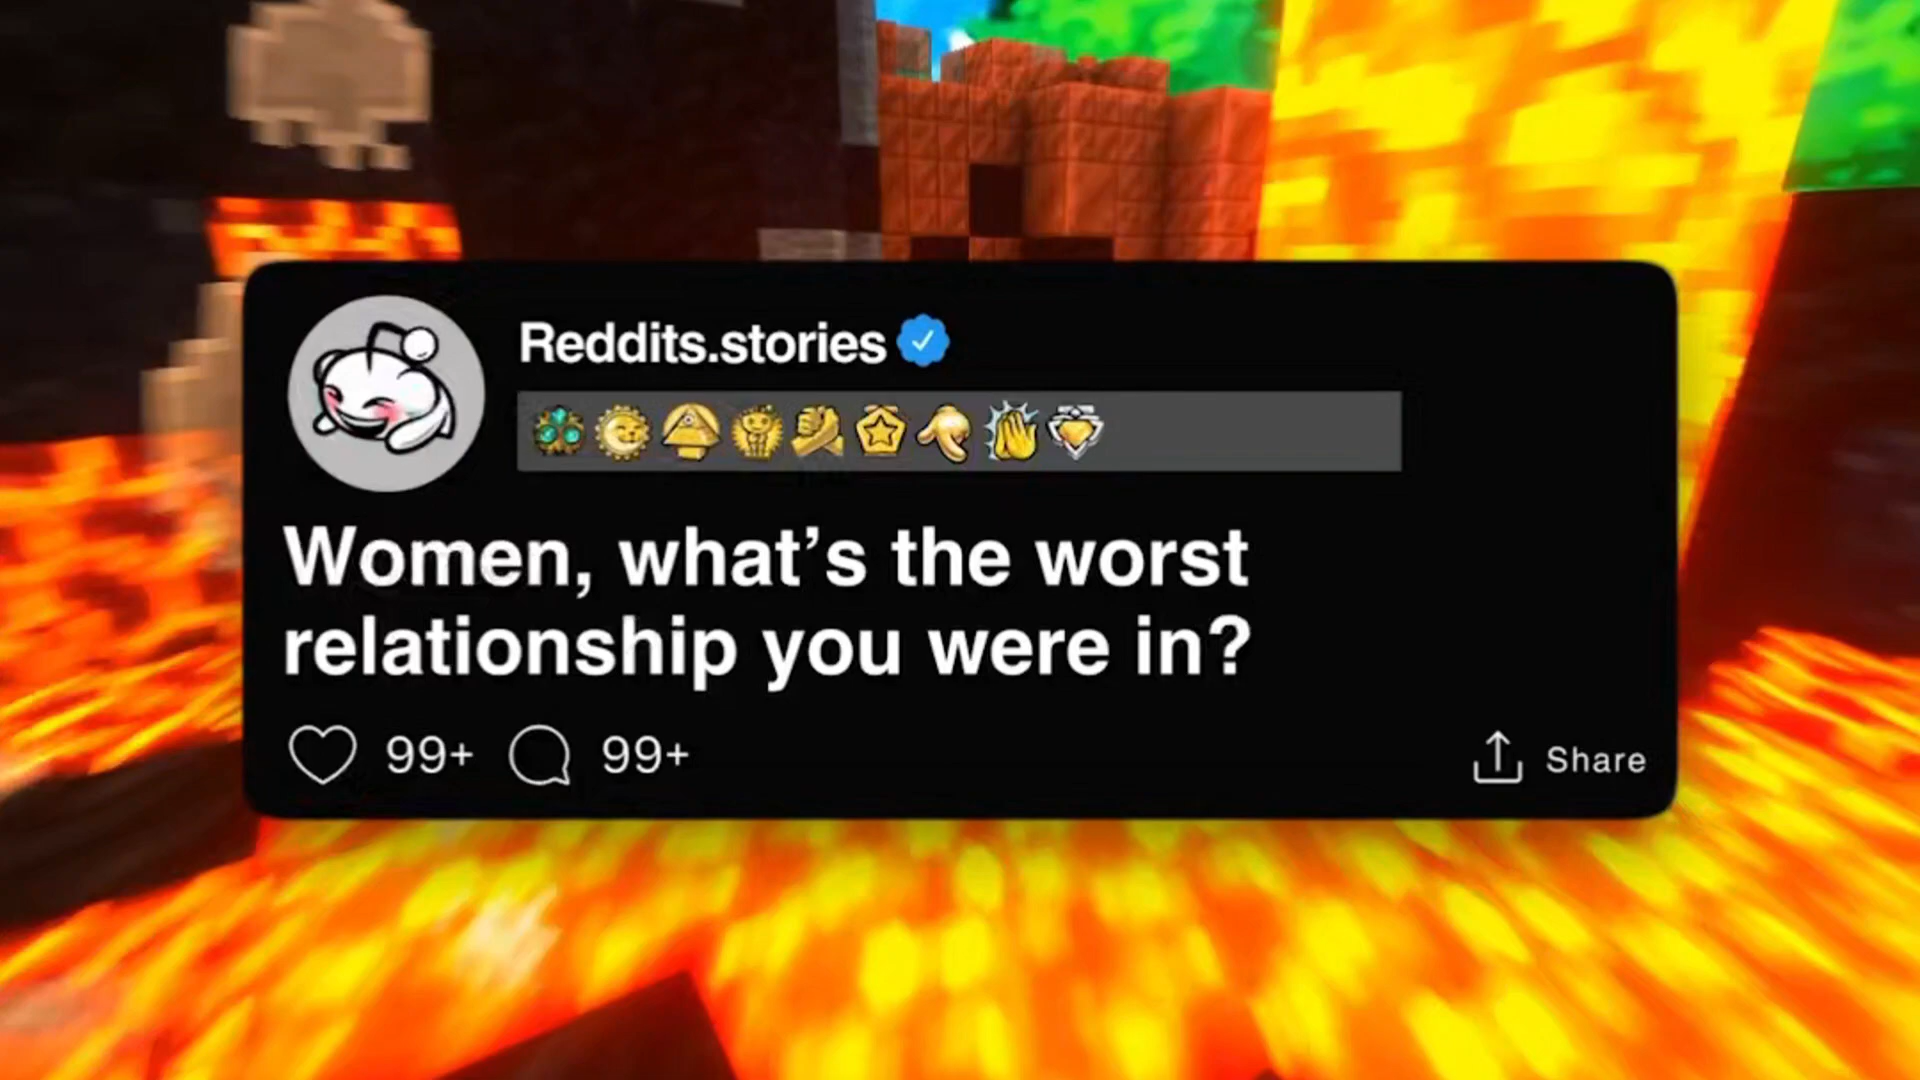 Reddits.stories
Women, what’s the worst
relationship you were in?
99+ 99+ Share